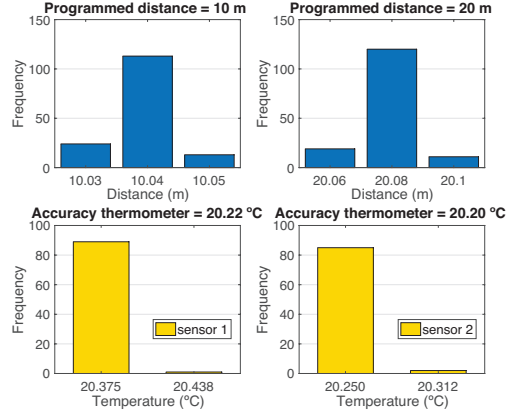 Programmed distance = 10 m
150
100
50
0
Frequency
10.03 10.04 10.05
Distance (m)
Programmed distance = 20 m
150
100
50
0
Frequency
20.06 20.08 20.1
Distance (m)
Accuracy thermometer = 20.22 ºC
100
80
60
40
20
0
Frequency
sensor 1
20.375 20.438
Temperature (ºC)
Accuracy thermometer = 20.20 ºC
100
80
60
40
20
0
Frequency
sensor 2
20.250 20.312
Temperature (ºC)